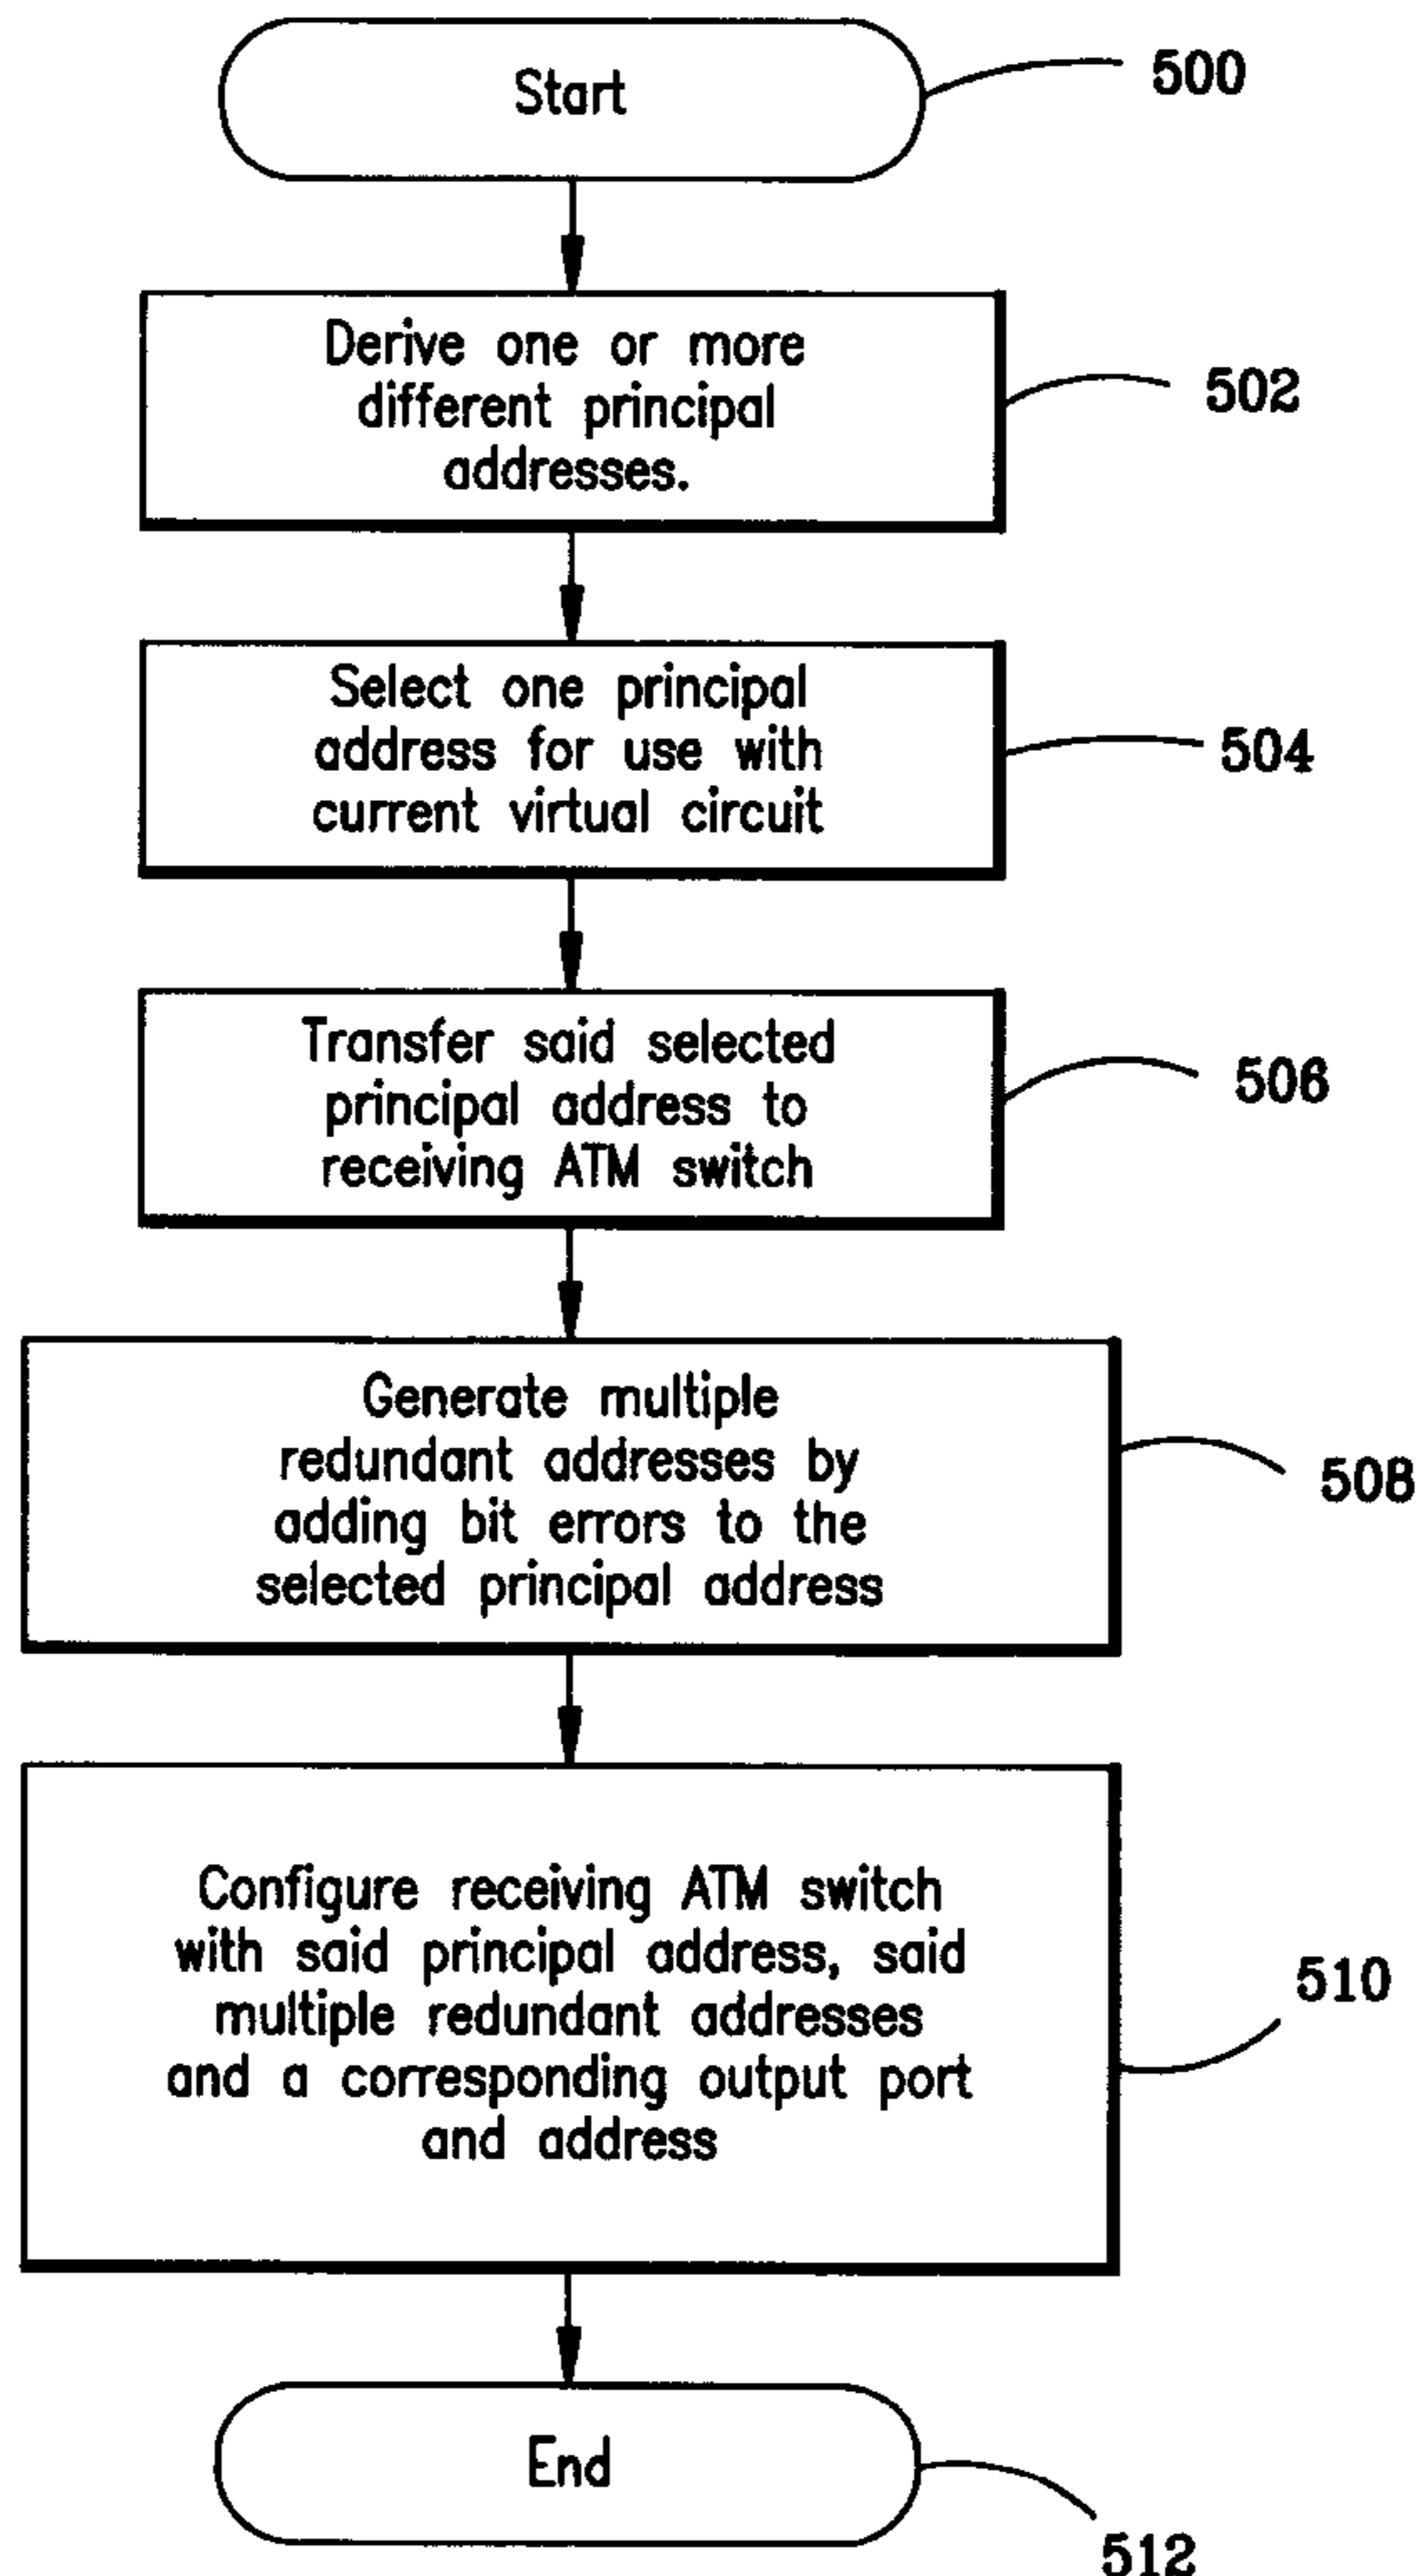 Start
500
Derive one or more
different principal
addresses.
502
Select one principal
address for use with
current virtual circuit
504
Transfer said selected
principal address to
receiving ATM switch
506
Generate multiple
redundant addresses by
adding bit errors to the
selected principal address
508
Configure receiving ATM switch
with said principal address, said
multiple redundant addresses
and a corresponding output port
and address
510
End
512